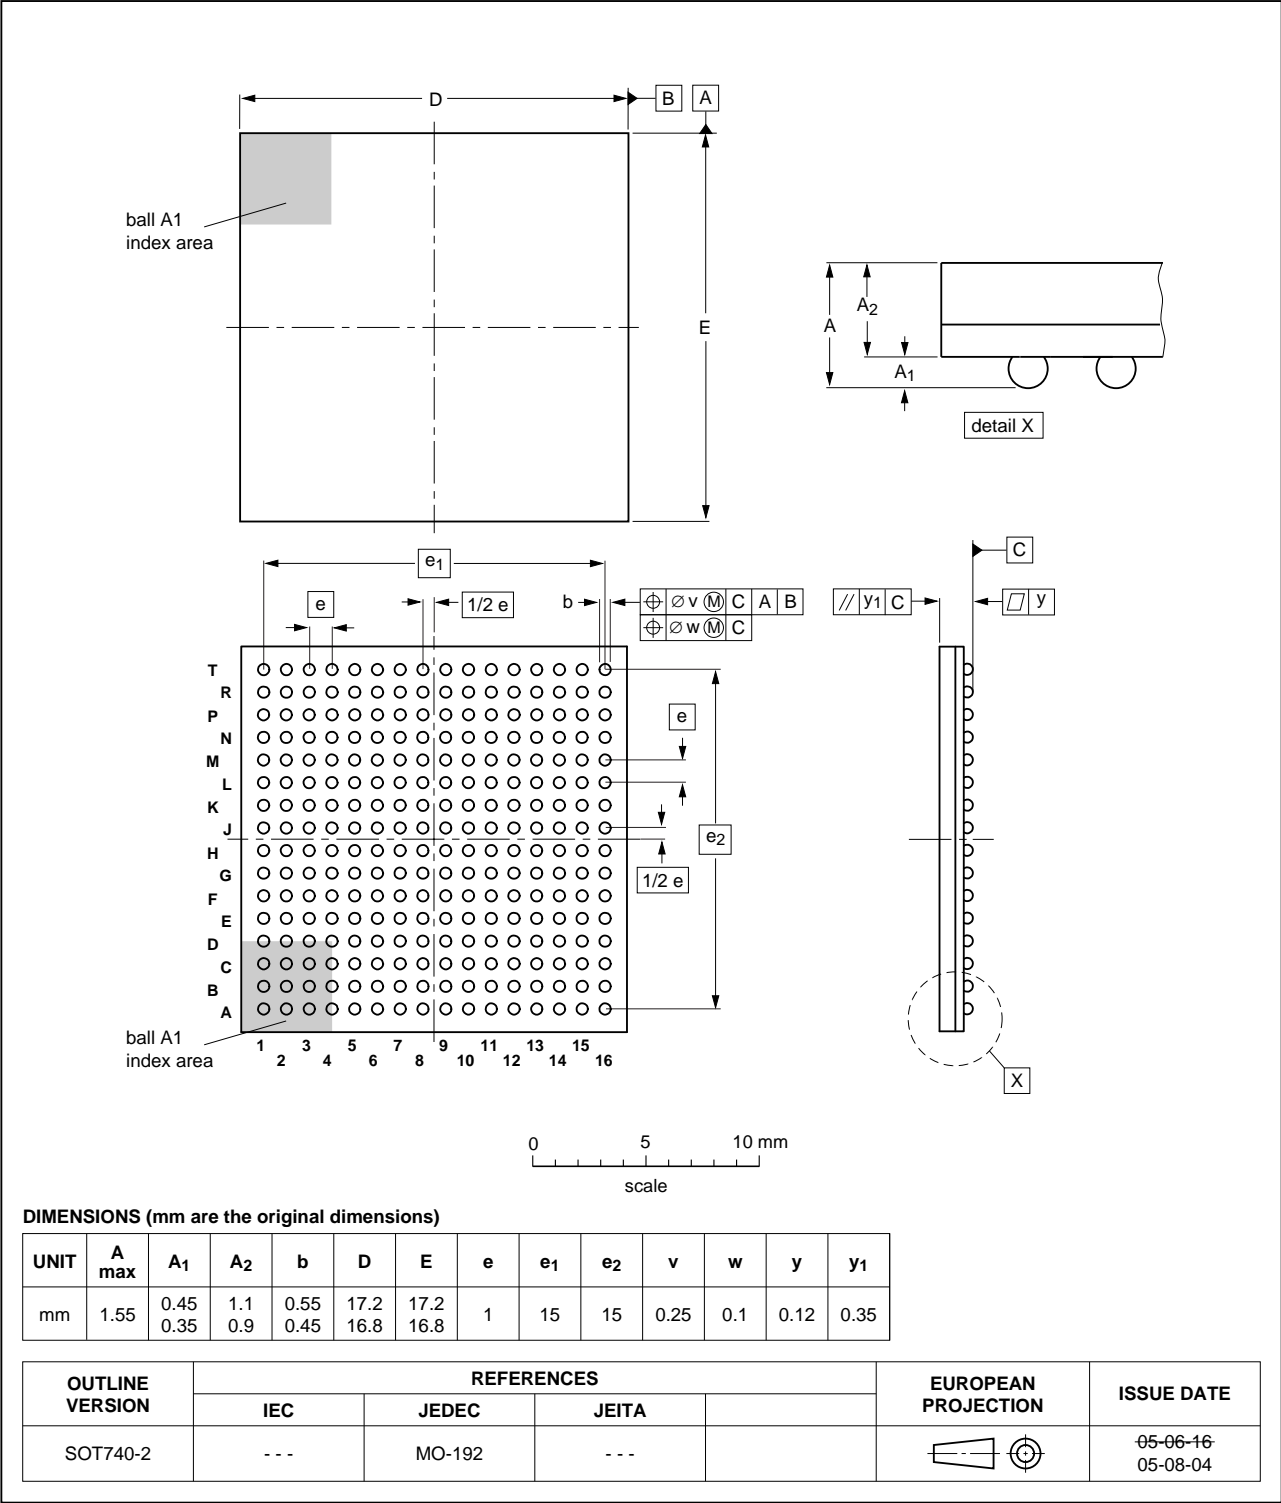 D
B
A
ball A1
index area
E
A
A2
A1
detail X
e1
e
1/2 e
b
⌖ ∅ v Ⓜ C A B
⌖ ∅ w Ⓜ C
// y1 C
C
▱ y
T
R
P
N
M
L
K
J
H
G
F
E
D
C
B
A
e
e2
1/2 e
ball A1
index area
1 3 5 7 9 11 13 15
2 4 6 8 10 12 14 16
X
0 5 10 mm
scale
DIMENSIONS (mm are the original dimensions)
UNIT A max A1 A2 b D E e e1 e2 v w y y1
mm 1.55 0.45 0.35 1.1 0.9 0.55 0.45 17.2 16.8 17.2 16.8 1 15 15 0.25 0.1 0.12 0.35
OUTLINE VERSION REFERENCES EUROPEAN PROJECTION ISSUE DATE
IEC JEDEC JEITA
SOT740-2 - - - MO-192 - - - 05-06-16
05-08-04